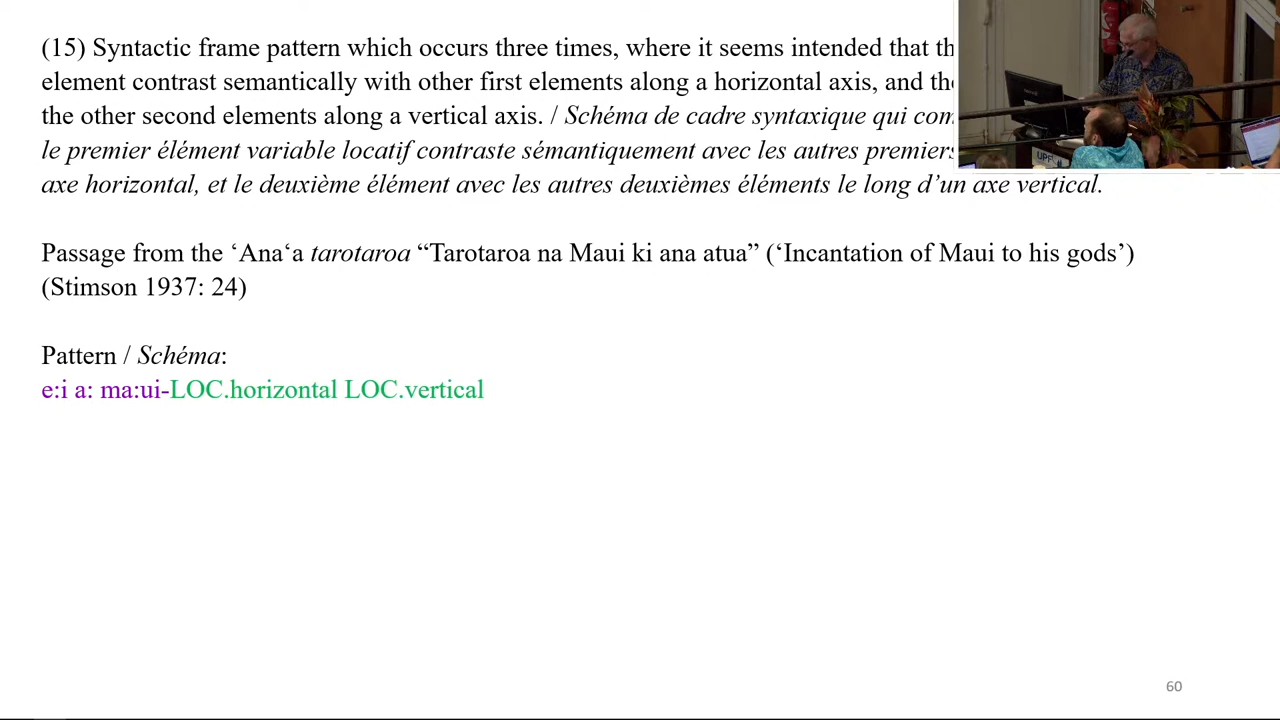 (15) Syntactic frame pattern which occurs three times, where it seems intended that
element contrast semantically with other first elements along a horizontal axis, and
the other second elements along a vertical axis. / Schéma de cadre syntaxique qui
le premier élément variable locatif contraste sémantiquement avec les autres premiers
axe horizontal, et le deuxième élément avec les autres deuxièmes éléments le long d’un axe vertical.
Passage from the ‘Ana‘a tarotaroa “Tarotaroa na Maui ki ana atua” (‘Incantation of Maui to his gods’)
(Stimson 1937: 24)
Pattern / Schéma:
e:i a: ma:ui-LOC.horizontal LOC.vertical
UPF
60